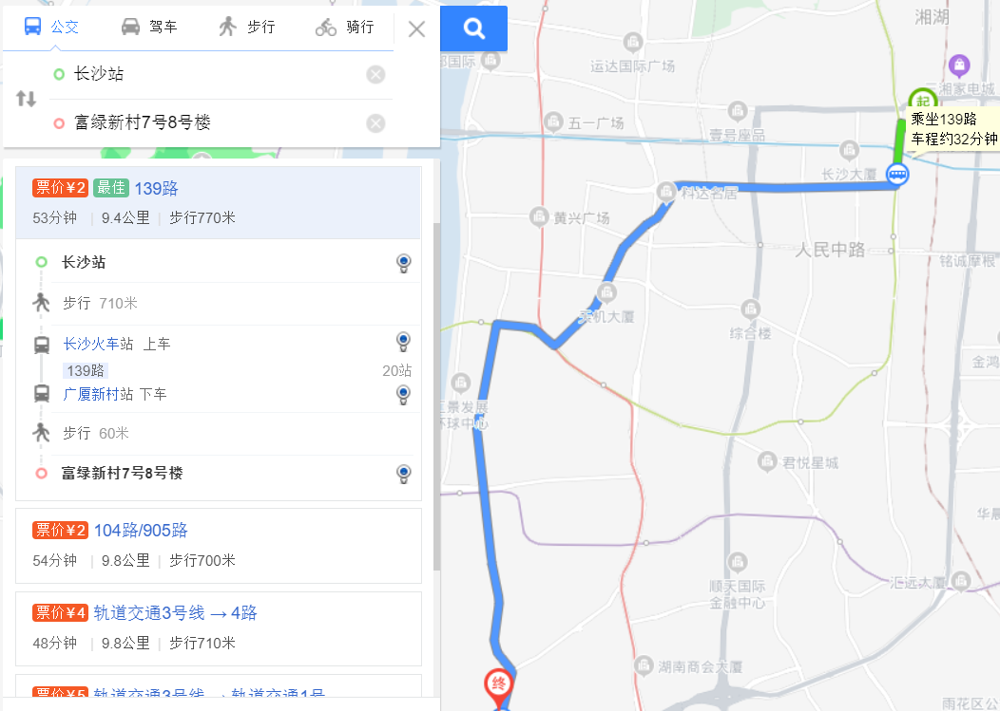 公交 驾车 步行 骑行
长沙站
富绿新村7号8号楼
票价¥2 最佳 139路
53分钟 | 9.4公里 | 步行770米
长沙站
步行 710米
长沙火车站 上车
139路 20站
广厦新村站 下车
步行 60米
富绿新村7号8号楼
票价¥2 104路/905路
54分钟 | 9.8公里 | 步行700米
票价¥4 轨道交通3号线 → 4路
48分钟 | 9.8公里 | 步行710米
票价¥5 轨道交通3号线 → 轨道交通1号
湘湖
国际
运达国际广场
三湘家电城
起
乘坐139路
车程约32分钟
五一广场
壹号座品
长沙大厦
科达名居
黄兴广场
人民中路
铭诚摩根
天机大厦
综合楼
金鸿
景发展
环球中心
君悦星城
华晨
顺天国际
金融中心
汇远大厦
湖南商会大厦
终
雨花区公